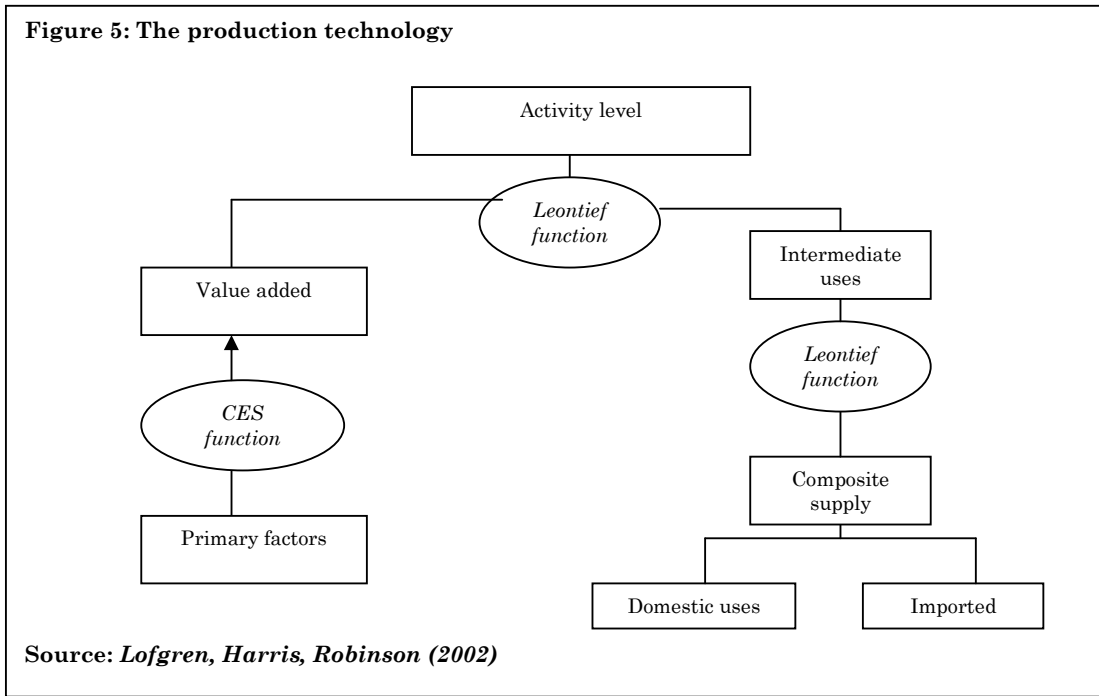 Figure 5: The production technology
Activity level
Leontief
function
Value added
Intermediate
uses
Leontief
function
CES
function
Composite
supply
Primary factors
Domestic uses
Imported
Source: Lofgren, Harris, Robinson (2002)